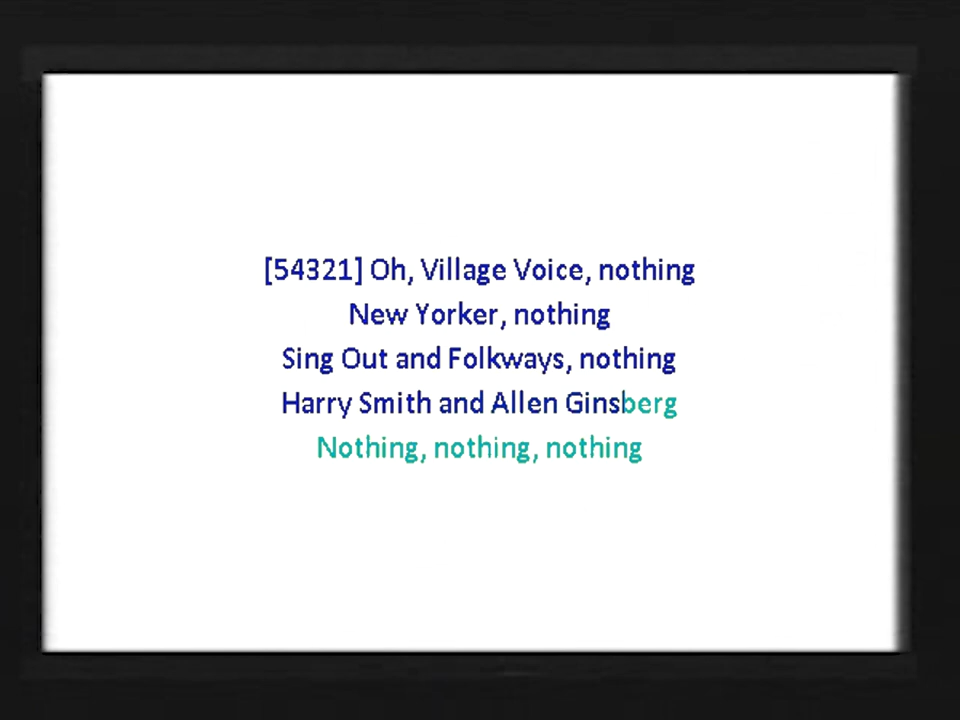 [54321] Oh, Village Voice, nothing
New Yorker, nothing
Sing Out and Folkways, nothing
Harry Smith and Allen Ginsberg
Nothing, nothing, nothing